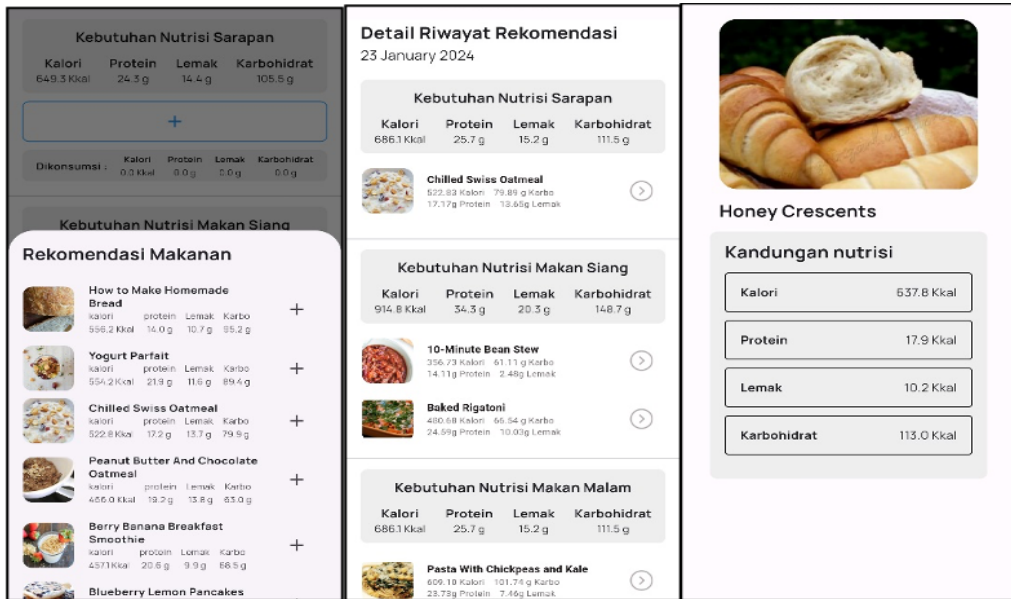 Kebutuhan Nutrisi Sarapan
Kalori Protein Lemak Karbohidrat
649.3 Kkal 24.3 g 14.4 g 105.5 g
+
Dikonsumsi : Kalori Protein Lemak Karbohidrat
0.0 Kkal 0.0 g 0.0 g 0.0 g
Kebutuhan Nutrisi Makan Siang
Rekomendasi Makanan
How to Make Homemade
Bread
kalori protein Lemak Karbo
556.2 Kkal 14.0 g 10.7 g 95.2 g
+
Yogurt Parfait
kalori protein Lemak Karbo
554.2 Kkal 21.9 g 11.6 g 89.4 g
+
Chilled Swiss Oatmeal
kalori protein Lemak Karbo
522.8 Kkal 17.2 g 13.7 g 79.9 g
+
Peanut Butter And Chocolate
Oatmeal
kalori protein Lemak Karbo
466.0 Kkal 19.2 g 13.8 g 63.0 g
+
Berry Banana Breakfast
Smoothie
kalori protein Lemak Karbo
457.1 Kkal 20.6 g 9.9 g 68.5 g
+
Blueberry Lemon Pancakes
Detail Riwayat Rekomendasi
23 January 2024
Kebutuhan Nutrisi Sarapan
Kalori Protein Lemak Karbohidrat
686.1 Kkal 25.7 g 15.2 g 111.5 g
Chilled Swiss Oatmeal
522.83 Kalori 79.89 g Karbo
17.17g Protein 13.65g Lemak
Kebutuhan Nutrisi Makan Siang
Kalori Protein Lemak Karbohidrat
914.8 Kkal 34.3 g 20.3 g 148.7 g
10-Minute Bean Stew
356.73 Kalori 61.11 g Karbo
14.11g Protein 2.48g Lemak
Baked Rigatoni
480.68 Kalori 66.54 g Karbo
24.59g Protein 10.03g Lemak
Kebutuhan Nutrisi Makan Malam
Kalori Protein Lemak Karbohidrat
686.1 Kkal 25.7 g 15.2 g 111.5 g
Pasta With Chickpeas and Kale
609.10 Kalori 101.74 g Karbo
23.73g Protein 7.46g Lemak
Honey Crescents
Kandungan nutrisi
Kalori 637.8 Kkal
Protein 17.9 Kkal
Lemak 10.2 Kkal
Karbohidrat 113.0 Kkal